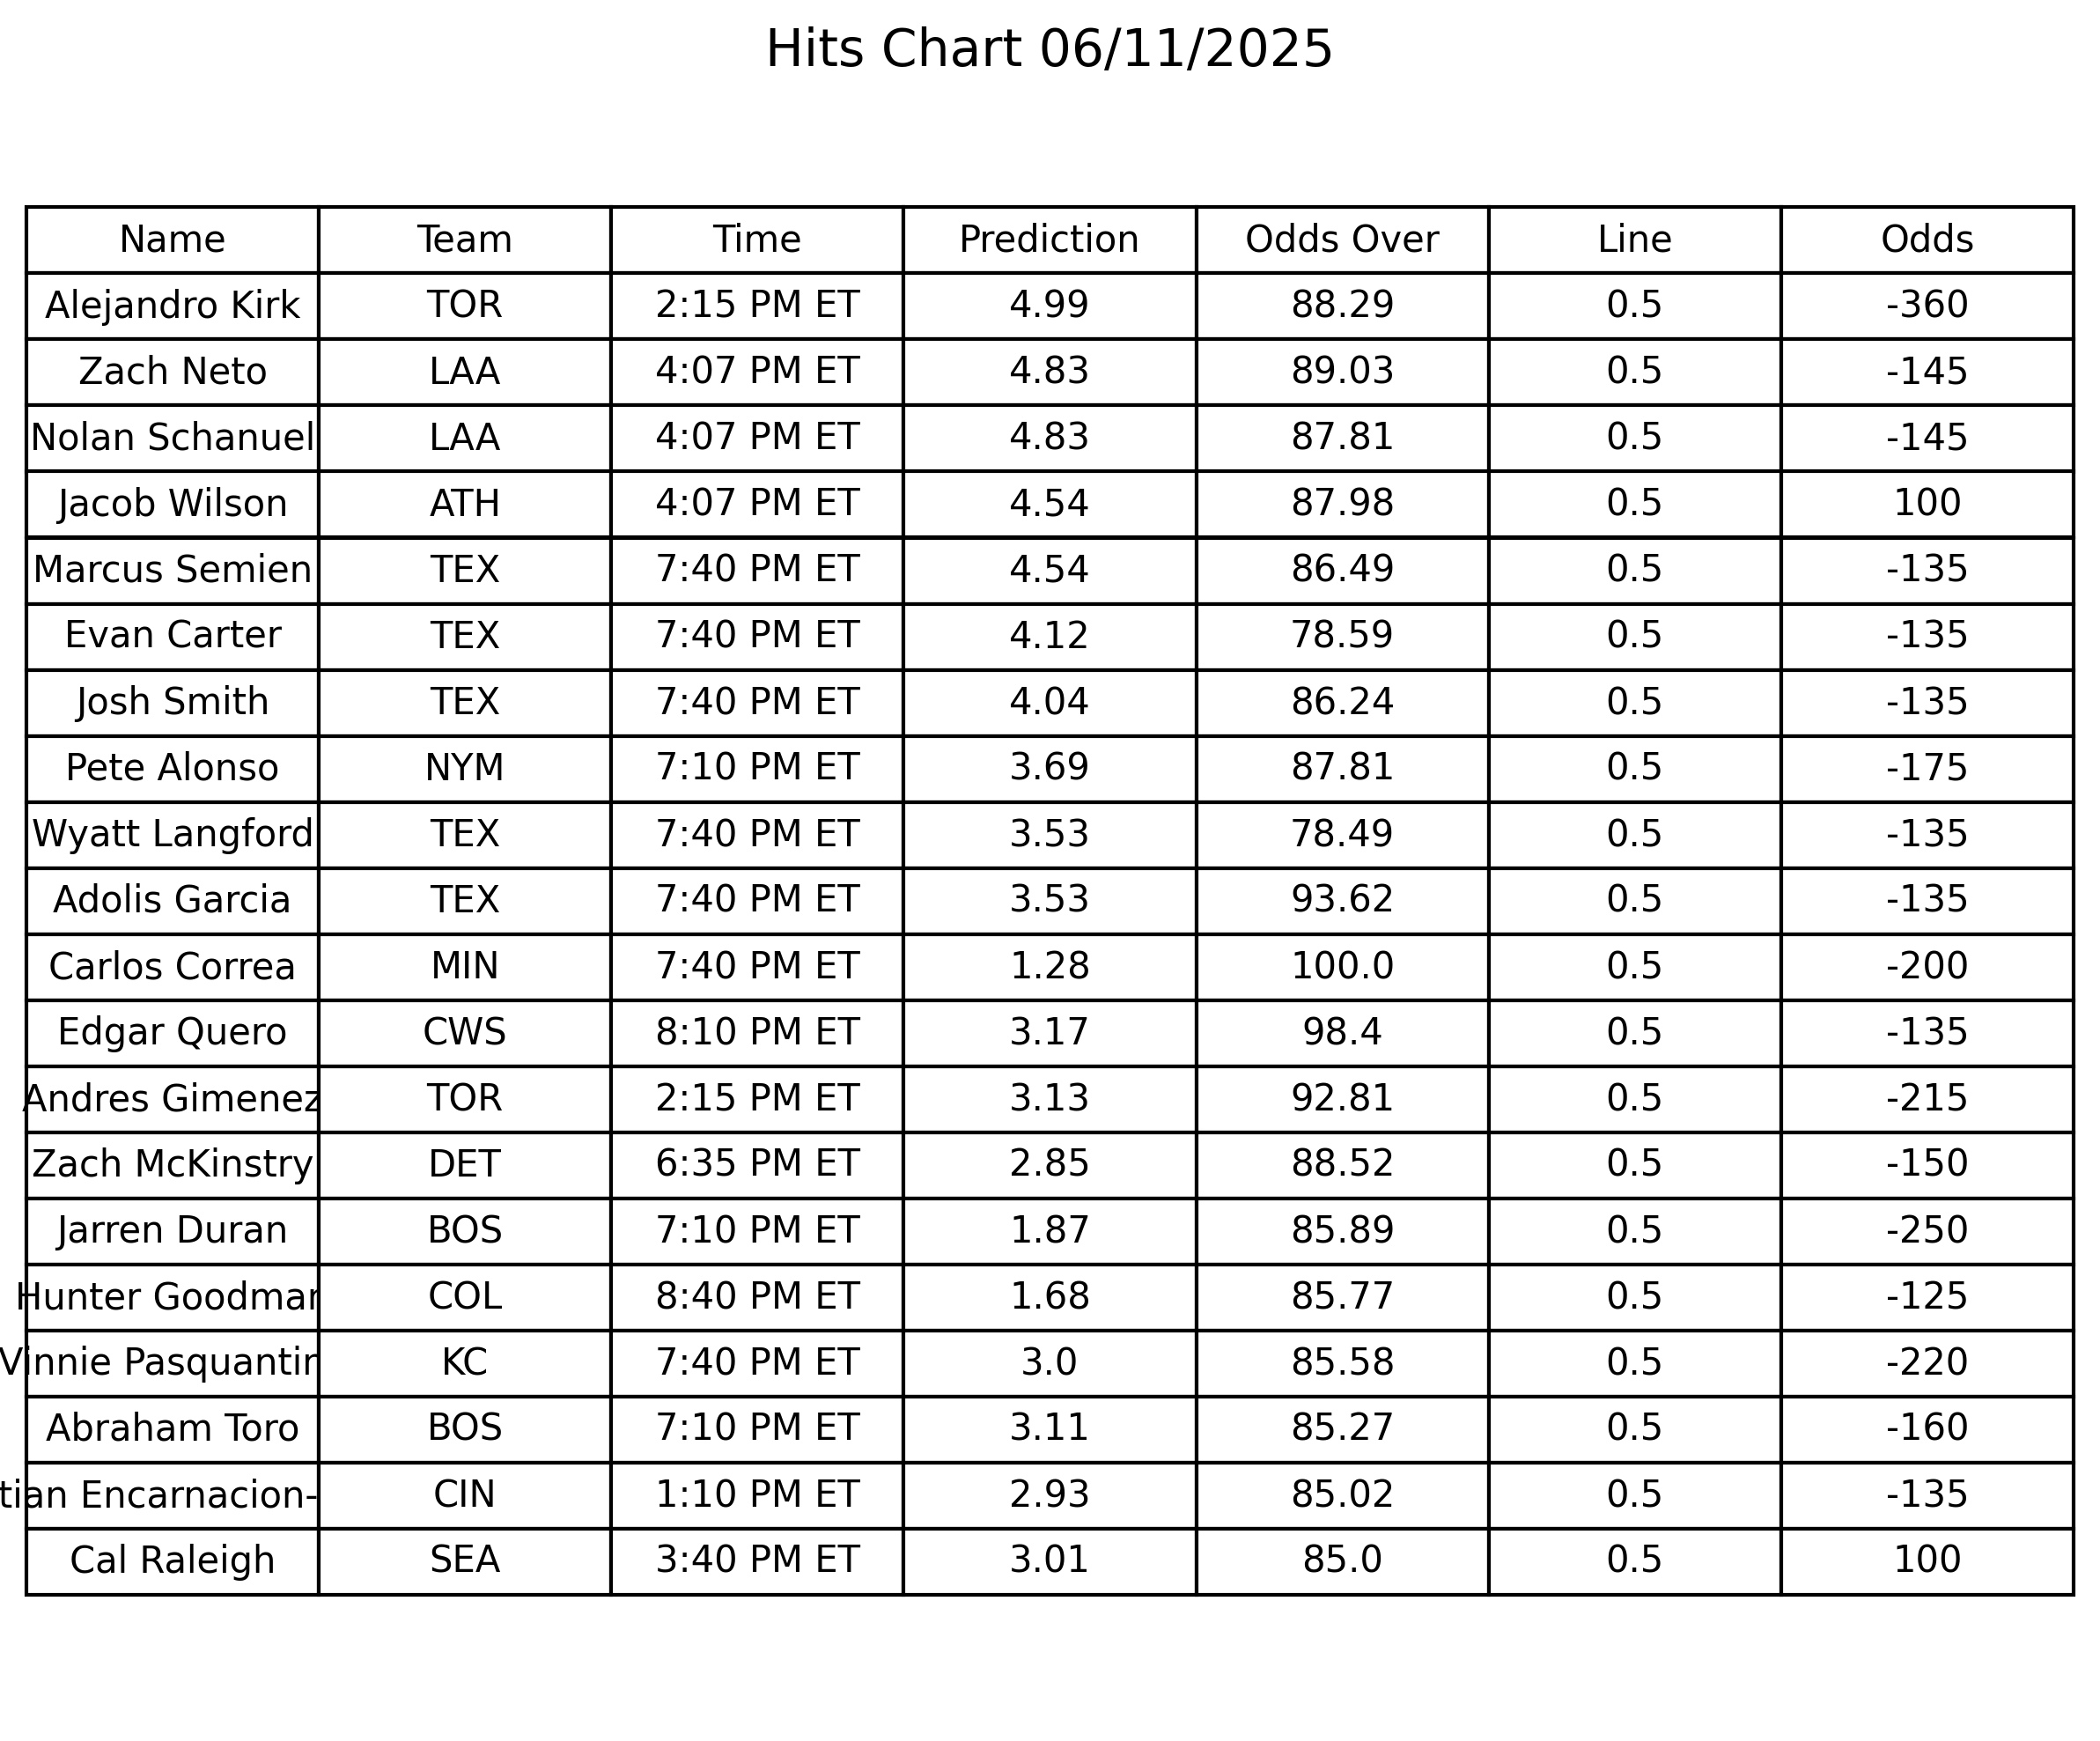 Hits Chart 06/11/2025
Name Team Time Prediction Odds Over Line Odds
Alejandro Kirk TOR 2:15 PM ET 4.99 88.29 0.5 -360
Zach Neto LAA 4:07 PM ET 4.83 89.03 0.5 -145
Nolan Schanuel LAA 4:07 PM ET 4.83 87.81 0.5 -145
Jacob Wilson ATH 4:07 PM ET 4.54 87.98 0.5 100
Marcus Semien TEX 7:40 PM ET 4.54 86.49 0.5 -135
Evan Carter TEX 7:40 PM ET 4.12 78.59 0.5 -135
Josh Smith TEX 7:40 PM ET 4.04 86.24 0.5 -135
Pete Alonso NYM 7:10 PM ET 3.69 87.81 0.5 -175
Wyatt Langford TEX 7:40 PM ET 3.53 78.49 0.5 -135
Adolis Garcia TEX 7:40 PM ET 3.53 93.62 0.5 -135
Carlos Correa MIN 7:40 PM ET 1.28 100.0 0.5 -200
Edgar Quero CWS 8:10 PM ET 3.17 98.4 0.5 -135
Andres Gimenez TOR 2:15 PM ET 3.13 92.81 0.5 -215
Zach McKinstry DET 6:35 PM ET 2.85 88.52 0.5 -150
Jarren Duran BOS 7:10 PM ET 1.87 85.89 0.5 -250
Hunter Goodman COL 8:40 PM ET 1.68 85.77 0.5 -125
Vinnie Pasquantin KC 7:40 PM ET 3.0 85.58 0.5 -220
Abraham Toro BOS 7:10 PM ET 3.11 85.27 0.5 -160
tian Encarnacion- CIN 1:10 PM ET 2.93 85.02 0.5 -135
Cal Raleigh SEA 3:40 PM ET 3.01 85.0 0.5 100